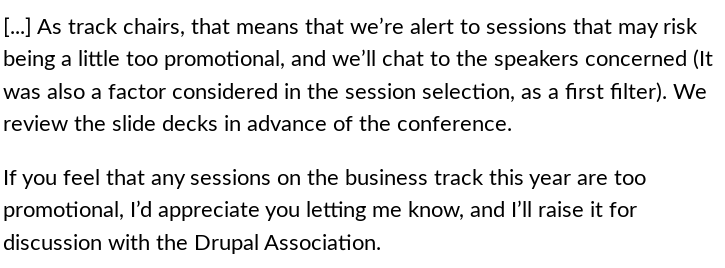 [...] As track chairs, that means that we’re alert to sessions that may risk
being a little too promotional, and we’ll chat to the speakers concerned (It
was also a factor considered in the session selection, as a first filter). We
review the slide decks in advance of the conference.
If you feel that any sessions on the business track this year are too
promotional, I’d appreciate you letting me know, and I’ll raise it for
discussion with the Drupal Association.